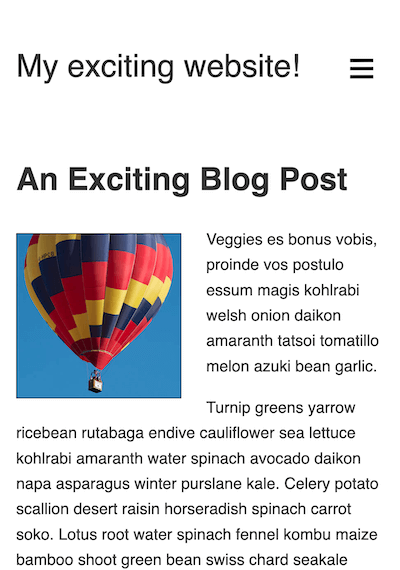 My exciting website!
An Exciting Blog Post
Veggies es bonus vobis,
proinde vos postulo
essum magis kohlrabi
welsh onion daikon
amaranth tatsoi tomatillo
melon azuki bean garlic.
Turnip greens yarrow
ricebean rutabaga endive cauliflower sea lettuce
kohlrabi amaranth water spinach avocado daikon
napa asparagus winter purslane kale. Celery potato
scallion desert raisin horseradish spinach carrot
soko. Lotus root water spinach fennel kombu maize
bamboo shoot green bean swiss chard seakale